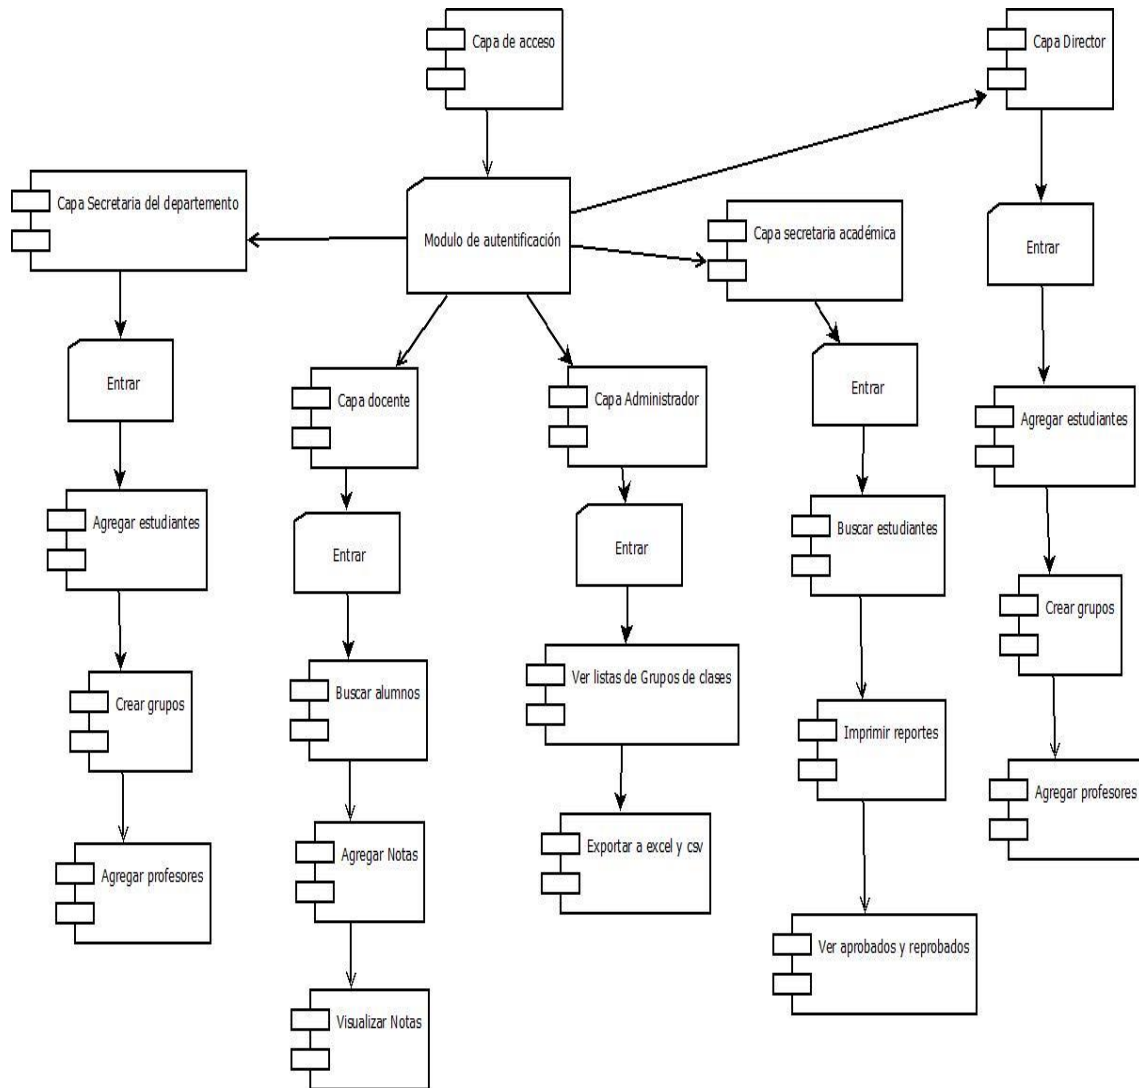 Capa de acceso
Capa Director
Capa Secretaria del departemento
Modulo de autentificación
Capa secretaria académica
Entrar
Entrar
Capa docente
Capa Administrador
Entrar
Agregar estudiantes
Agregar estudiantes
Entrar
Entrar
Buscar estudiantes
Crear grupos
Crear grupos
Buscar alumnos
Ver listas de Grupos de clases
Imprimir reportes
Agregar profesores
Agregar profesores
Agregar Notas
Exportar a excel y csv
Ver aprobados y reprobados
Visualizar Notas